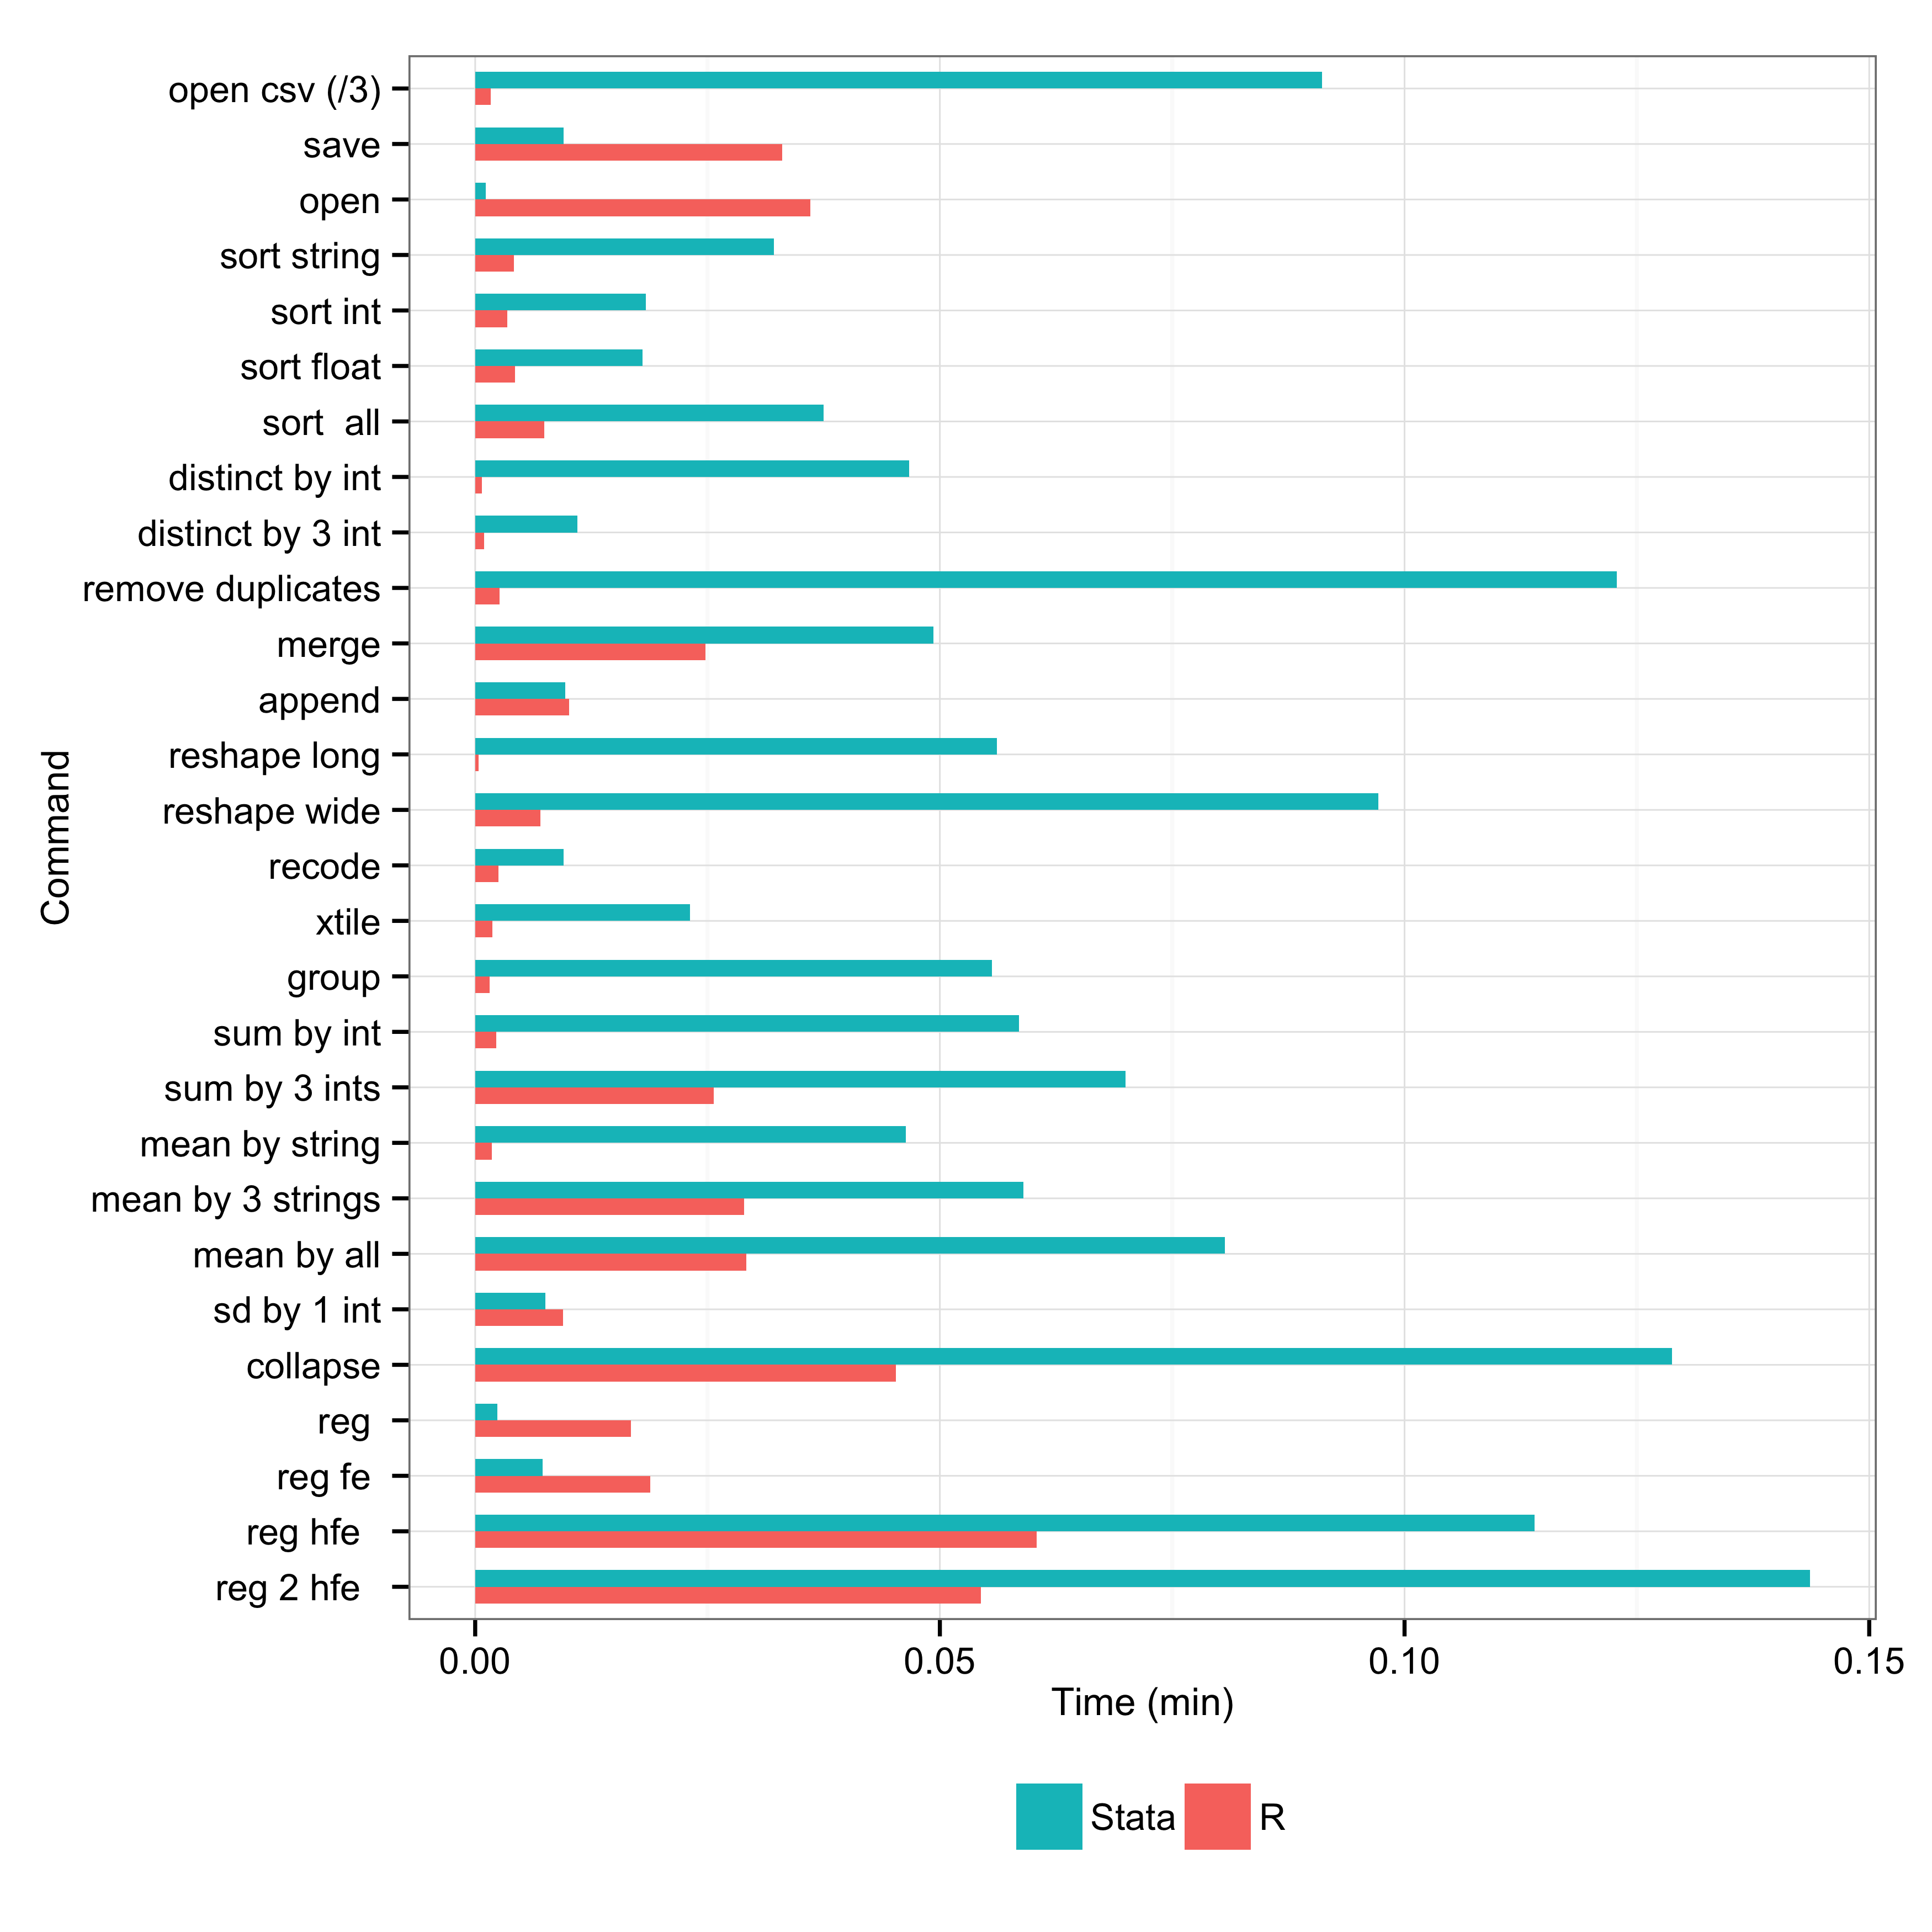 open csv (/3)
save
open
sort string
sort int
sort float
sort  all
distinct by int
distinct by 3 int
remove duplicates
merge
append
reshape long
reshape wide
recode
xtile
group
sum by int
sum by 3 ints
mean by string
mean by 3 strings
mean by all
sd by 1 int
collapse
reg
reg fe
reg hfe
reg 2 hfe
Command
0.00 0.05 0.10 0.15
Time (min)
Stata R